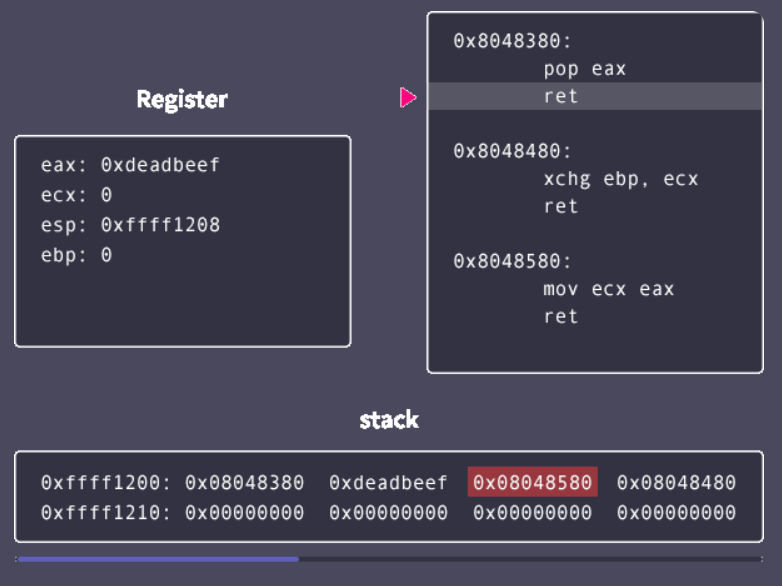 Register
eax: 0xdeadbeef
ecx: 0
esp: 0xffff1208
ebp: 0
0x8048380:
pop eax
ret
0x8048480:
xchg ebp, ecx
ret
0x8048580:
mov ecx eax
ret
stack
0xffff1200: 0x08048380 0xdeadbeef 0x08048580 0x08048480
0xffff1210: 0x00000000 0x00000000 0x00000000 0x00000000